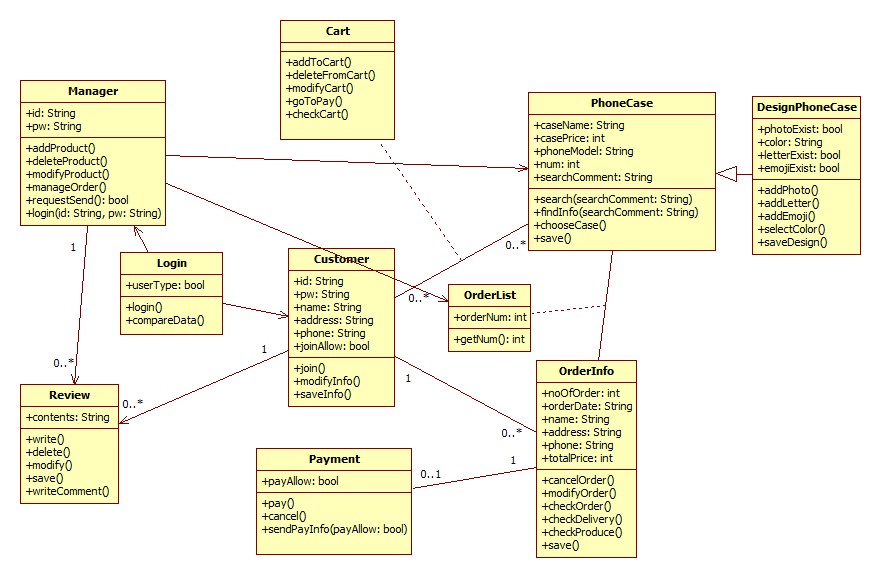 Cart
+addToCart()
+deleteFromCart()
+modifyCart()
+goToPay()
+checkCart()
Manager
+id: String
+pw: String
+addProduct()
+deleteProduct()
+modifyProduct()
+manageOrder()
+requestSend(): bool
+login(id: String, pw: String)
PhoneCase
+caseName: String
+casePrice: int
+phoneModel: String
+num: int
+searchComment: String
+search(searchComment: String)
+findInfo(searchComment: String)
+chooseCase()
+save()
DesignPhoneCase
+photoExist: bool
+color: String
+letterExist: bool
+emojiExist: bool
+addPhoto()
+addLetter()
+addEmoji()
+selectColor()
+saveDesign()
1
0..*
Login
+userType: bool
+login()
+compareData()
Customer
+id: String
+pw: String
+name: String
+address: String
+phone: String
+joinAllow: bool
+join()
+modifyInfo()
+saveInfo()
0..*
OrderList
+orderNum: int
+getNum(): int
1
0..*
0..*
1
0..*
Review
+contents: String
+write()
+delete()
+modify()
+save()
+writeComment()
OrderInfo
+noOfOrder: int
+orderDate: String
+name: String
+address: String
+phone: String
+totalPrice: int
+cancelOrder()
+modifyOrder()
+checkOrder()
+checkDelivery()
+checkProduce()
+save()
Payment
+payAllow: bool
+pay()
+cancel()
+sendPayInfo(payAllow: bool)
0..1
1